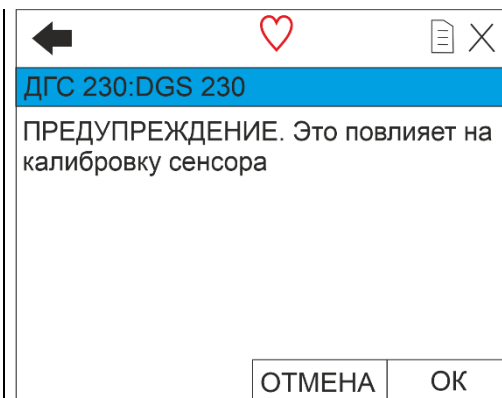 ДГС 230:DGS 230
ПРЕДУПРЕЖДЕНИЕ. Это повлияет на
калибровку сенсора
ОТМЕНА
ОК